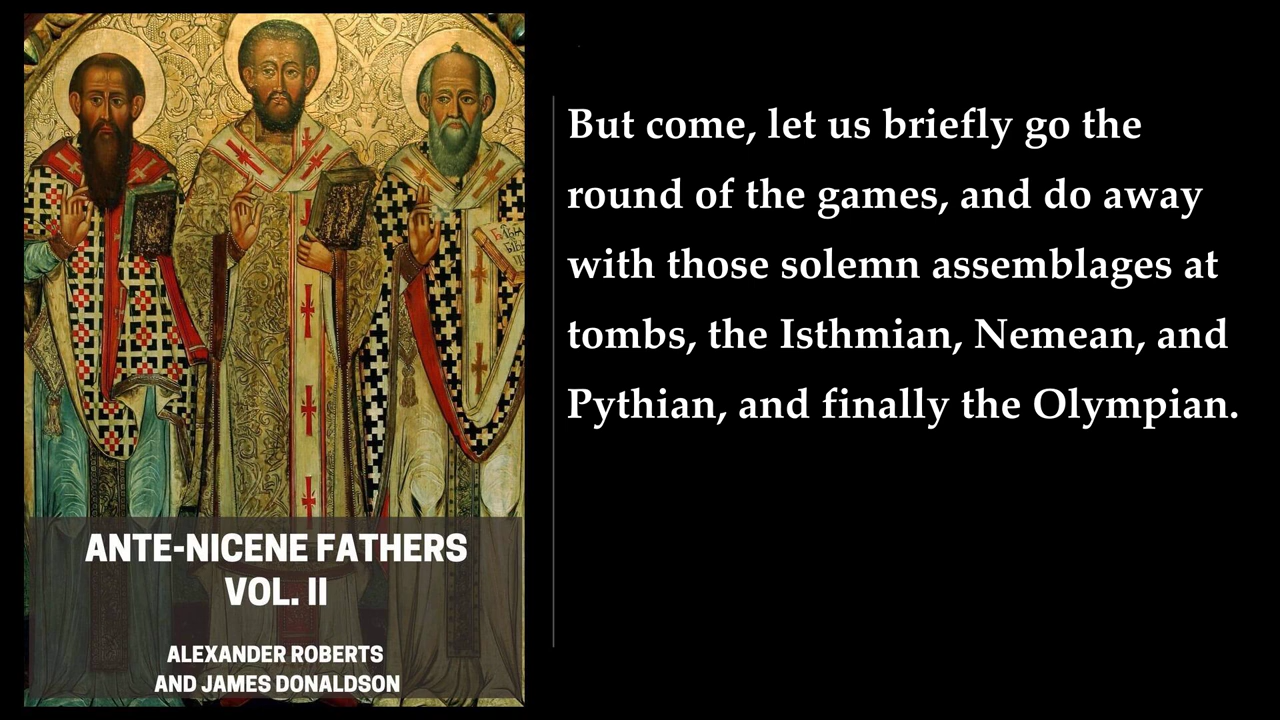 But come, let us briefly go the
round of the games, and do away
with those solemn assemblages at
tombs, the Isthmian, Nemean, and
Pythian, and finally the Olympian.
ANTE-NICENE FATHERS
VOL. II
ALEXANDER ROBERTS
AND JAMES DONALDSON